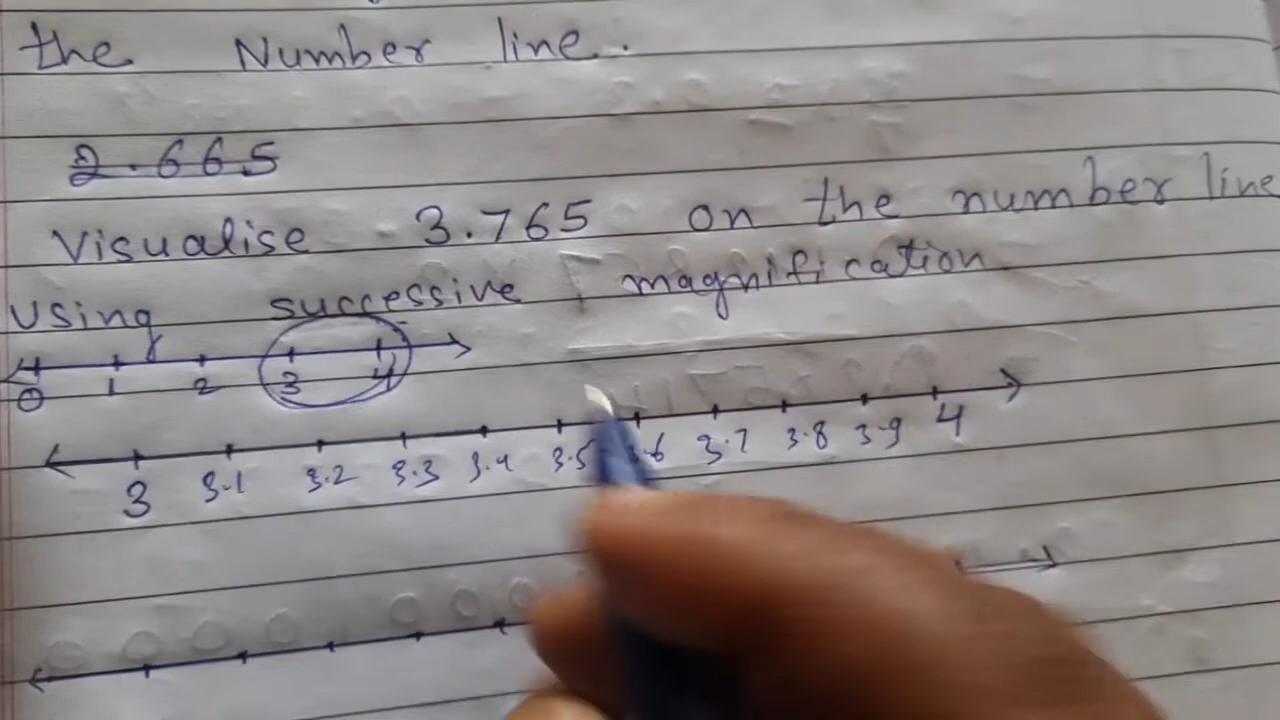 the Number line.
2.665
Visualise 3.765 on the number line
Using successive magnification
0 1 2 3 4
3 3.1 3.2 3.3 3.4 3.5 3.6 3.7 3.8 3.9 4